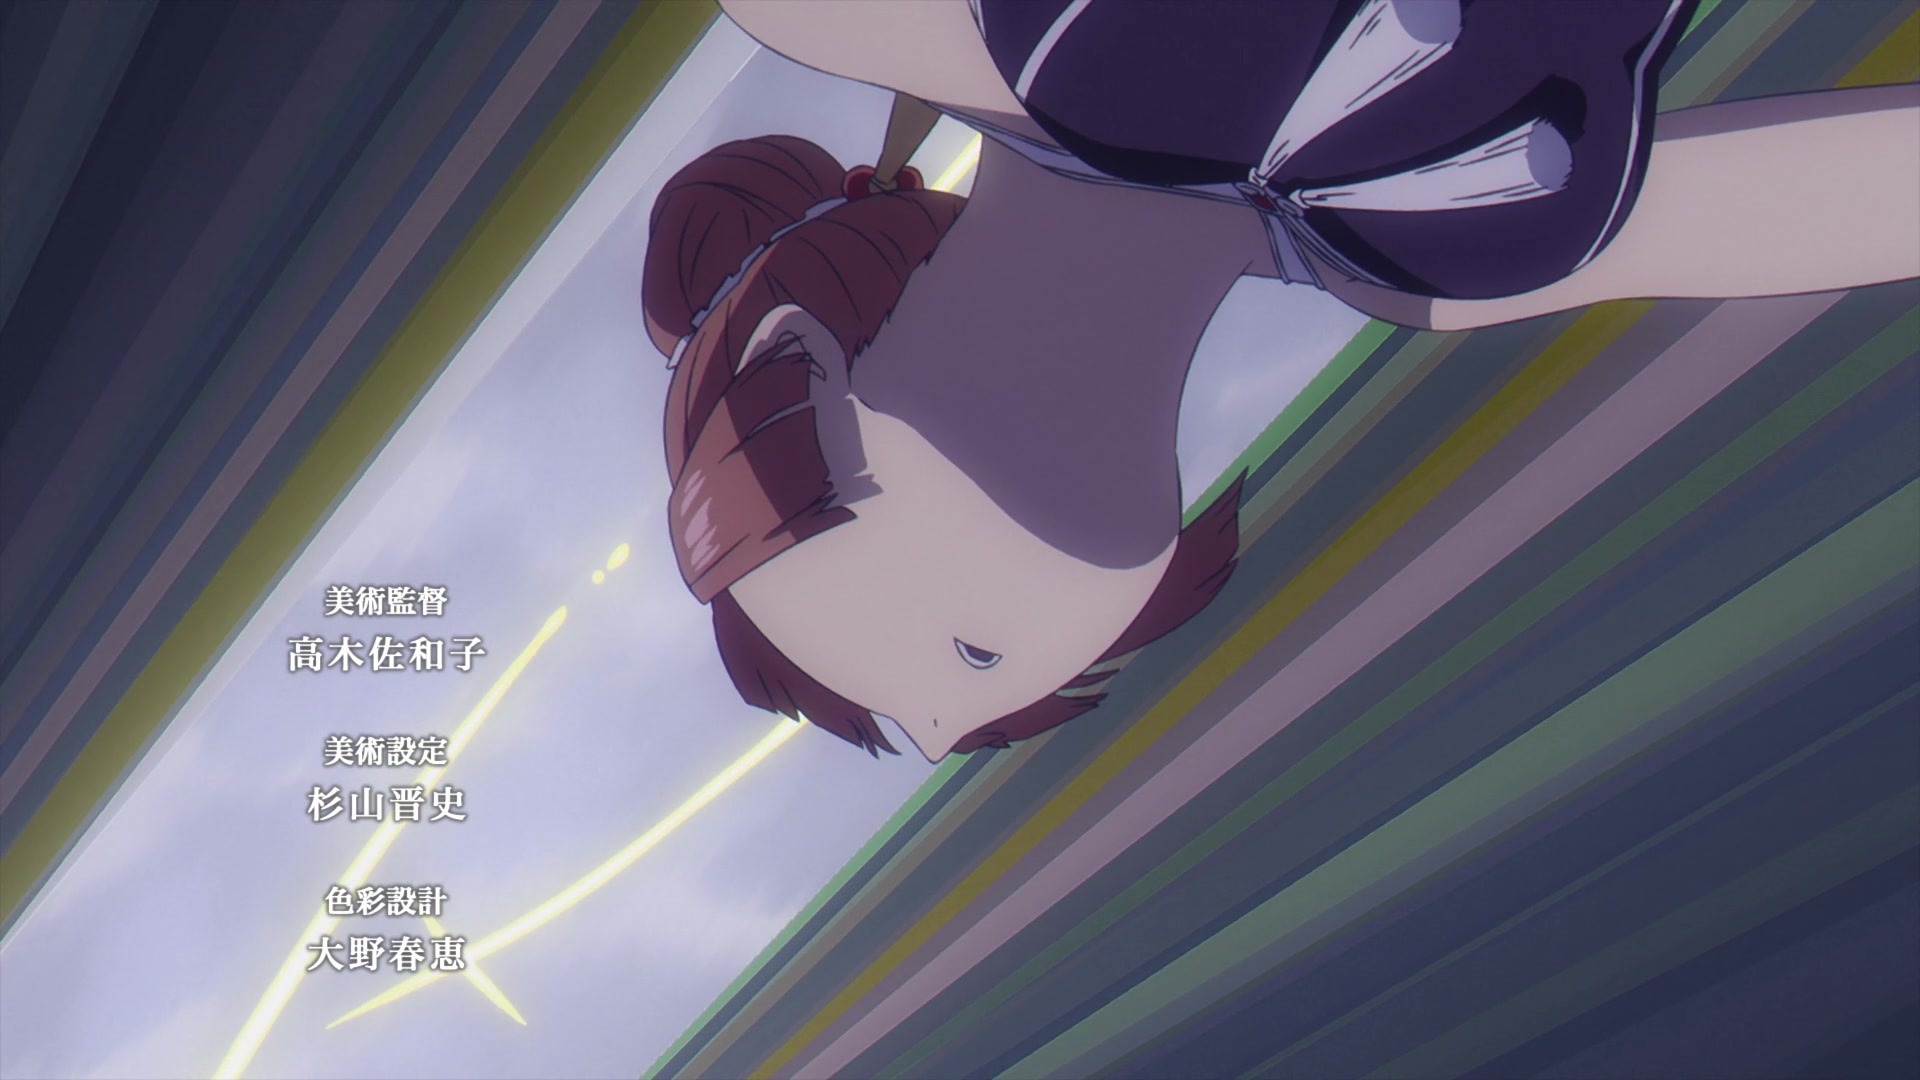 美術監督
高木佐和子
美術設定
杉山晋史
色彩設計
大野春恵